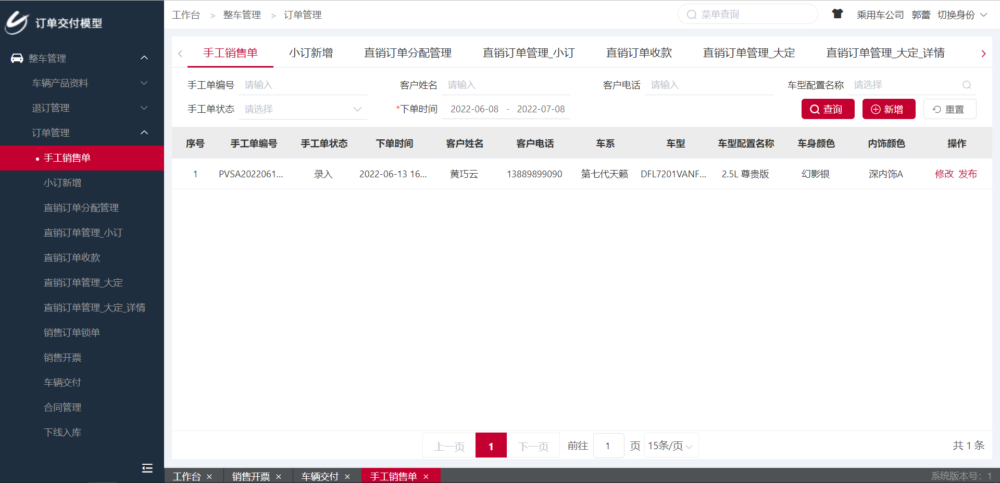 订单交付模型
整车管理
车辆产品资料
退订管理
订单管理
手工销售单
小订新增
直销订单分配管理
直销订单管理_小订
直销订单收款
直销订单管理_大定
直销订单管理_大定_详情
销售订单锁单
销售开票
车辆交付
合同管理
下线入库
工作台 > 整车管理 > 订单管理
菜单查询 乘用车公司 郭蕾 切换身份
手工销售单 小订新增 直销订单分配管理 直销订单管理_小订 直销订单收款 直销订单管理_大定 直销订单管理_大定_详情
手工单编号 请输入 客户姓名 请输入 客户电话 请输入 车型配置名称 请选择
手工单状态 请选择 *下单时间 2022-06-08 - 2022-07-08 查询 新增 重置
序号 手工单编号 手工单状态 下单时间 客户姓名 客户电话 车系 车型 车型配置名称 车身颜色 内饰颜色 操作
1 PVSA2022061... 录入 2022-06-13 16... 黄巧云 13889899090 第七代天籁 DFL7201VANF... 2.5L 尊贵版 幻影银 深内饰A 修改 发布
上一页 1 下一页 前往 1 页 15条/页 共 1 条
工作台 × 销售开票 × 车辆交付 × 手工销售单 × 系统版本号：1